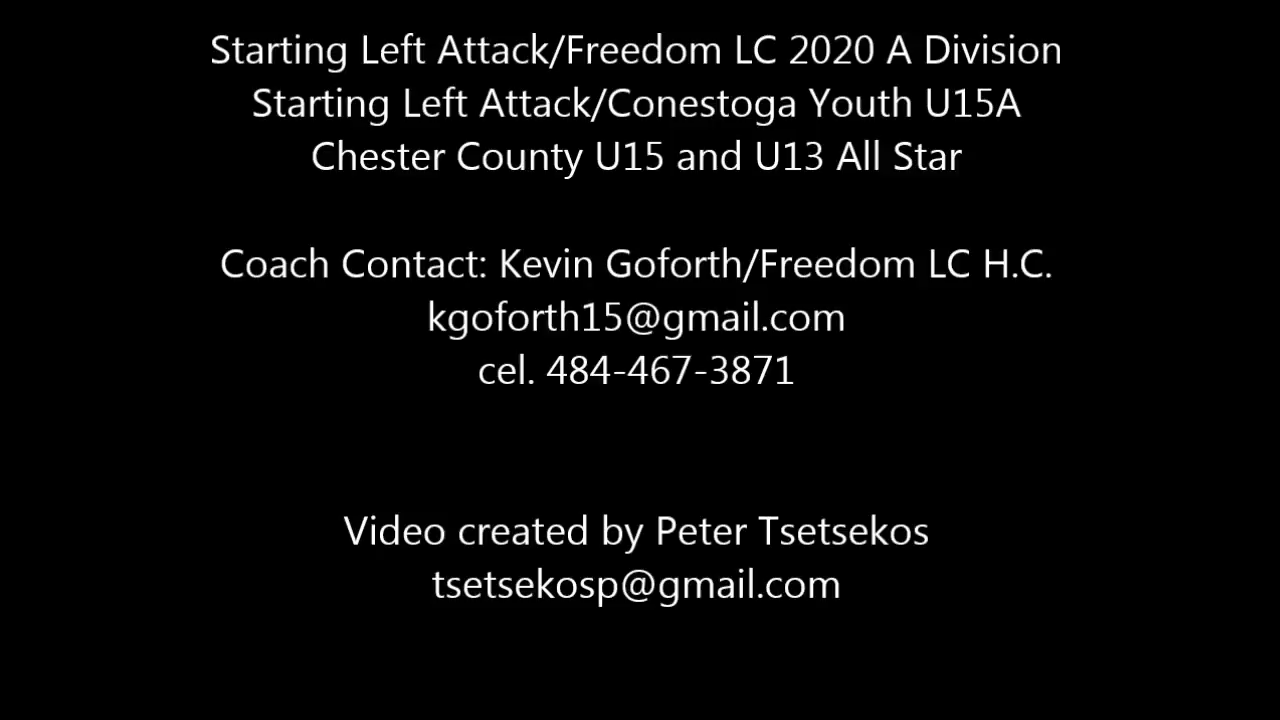 Starting Left Attack/Freedom LC 2020 A Division
Starting Left Attack/Conestoga Youth U15A
Chester County U15 and U13 All Star
Coach Contact: Kevin Goforth/Freedom LC H.C.
kgoforth15@gmail.com
cel. 484-467-3871
Video created by Peter Tsetsekos
tsetsekosp@gmail.com